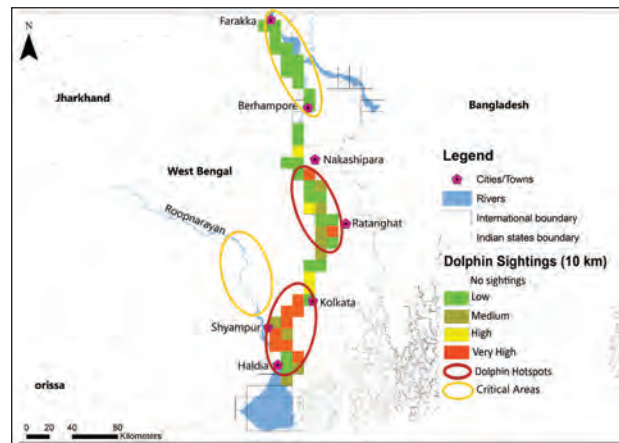 N
Farakka
Jharkhand
Berhampore
Bangladesh
Nakashipara
West Bengal
Roopnarayan
Ratanghat
Kolkata
Shyampur
Haldia
orissa
0 20 40 80
Kilometers
Legend
Cities/Towns
Rivers
International boundary
Indian states boundary
Dolphin Sightings (10 km)
No sightings
Low
Medium
High
Very High
Dolphin Hotspots
Critical Areas